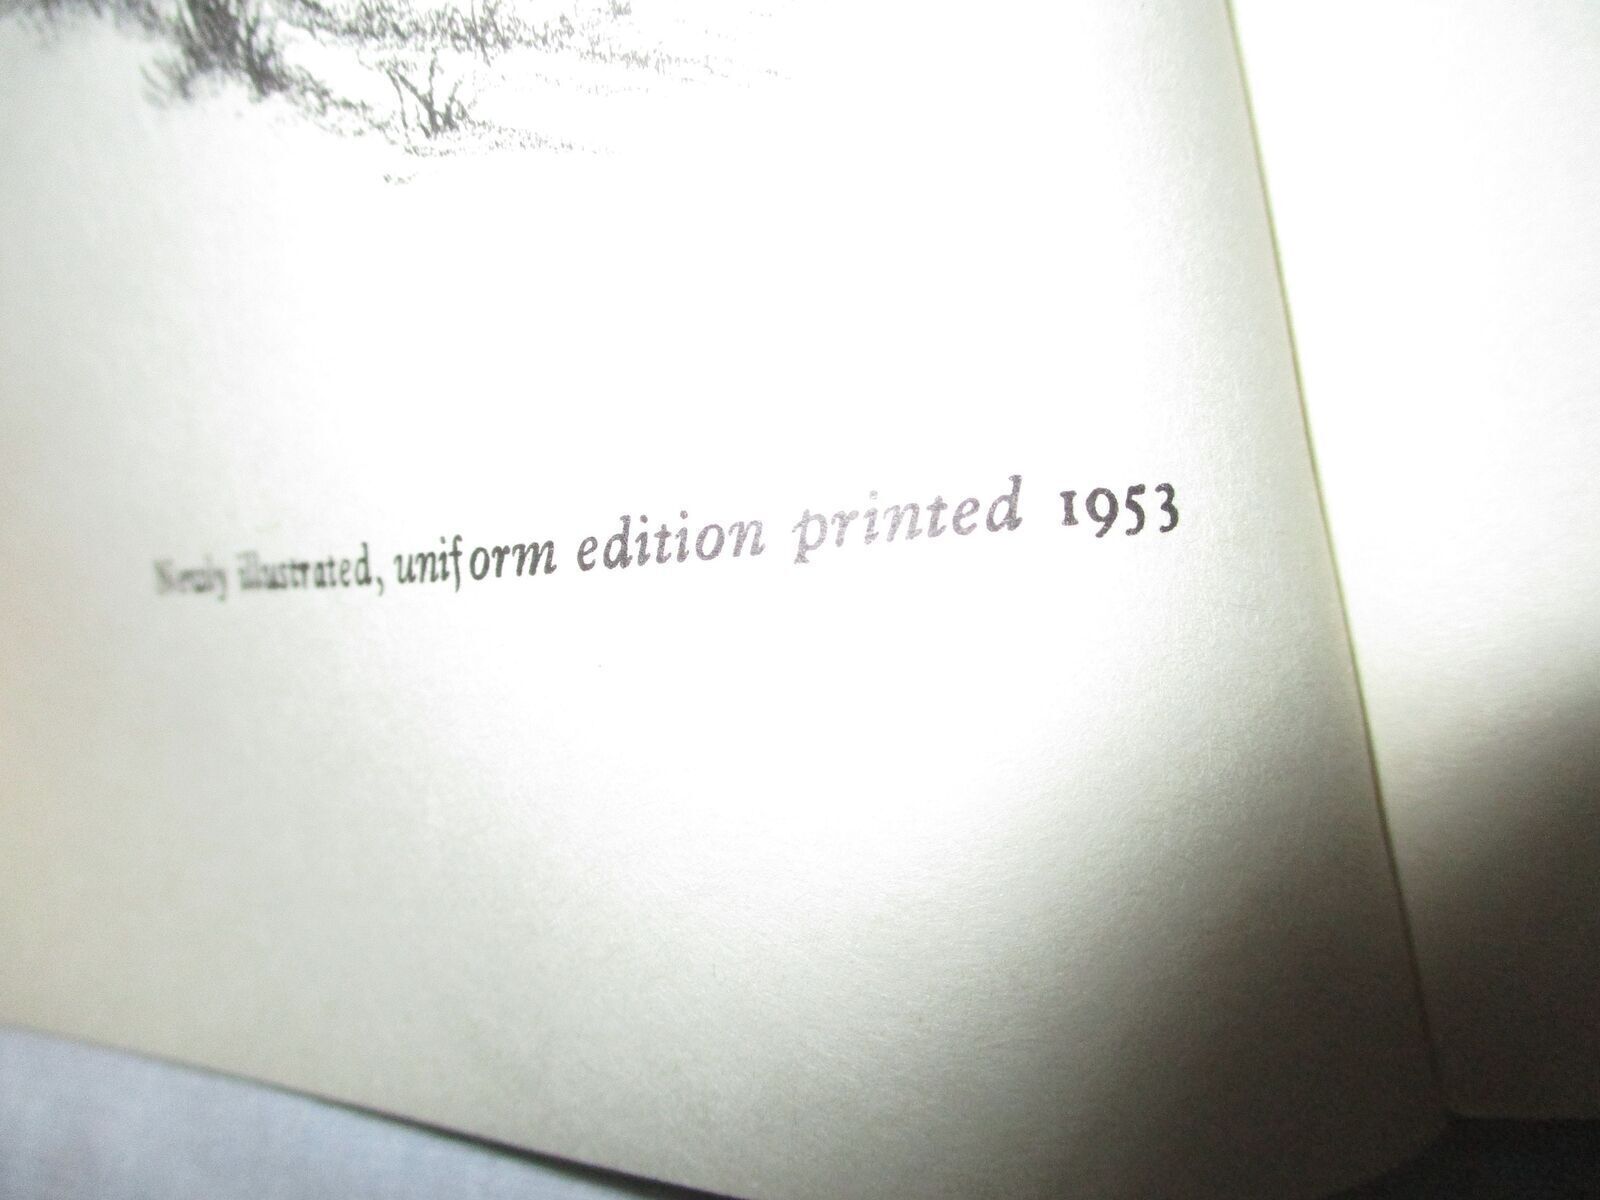 Newly illustrated, uniform edition printed 1953